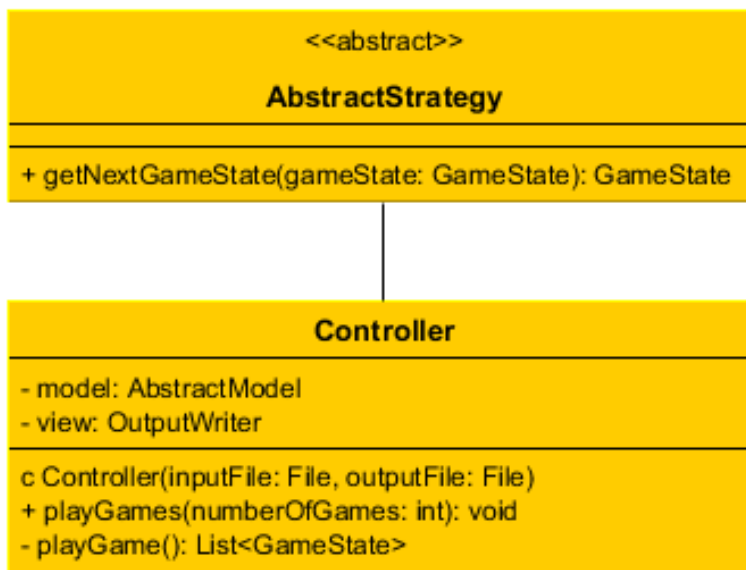 <<abstract>>
AbstractStrategy
+ getNextGameState(gameState: GameState): GameState
Controller
- model: AbstractModel
- view: OutputWriter
c Controller(inputFile: File, outputFile: File)
+ playGames(numberOfGames: int): void
- playGame(): List<GameState>